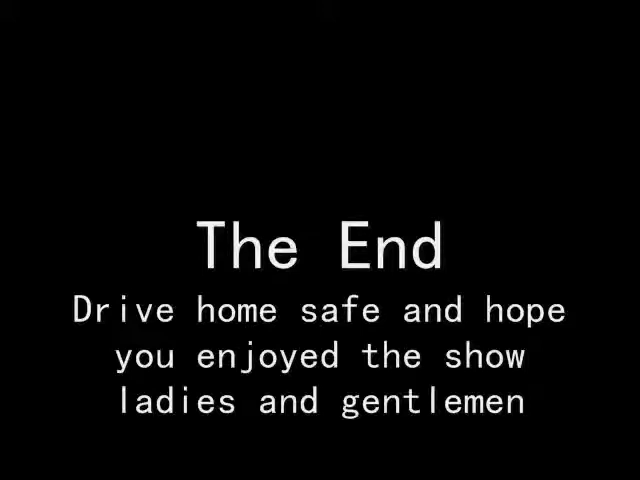 The End
Drive home safe and hope
you enjoyed the show
ladies and gentlemen